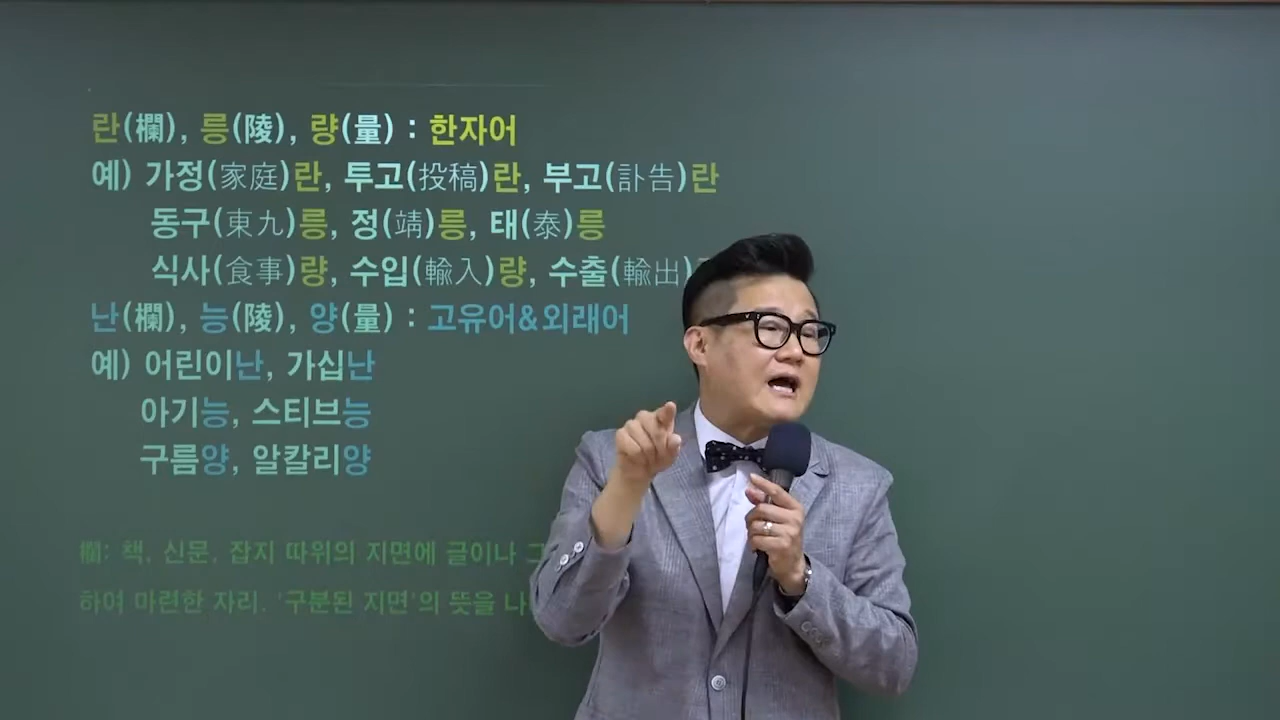 란(欄), 릉(陵), 량(量) : 한자어
예) 가정(家庭)란, 투고(投稿)란, 부고(訃告)란
동구(東九)릉, 정(靖)릉, 태(泰)릉
식사(食事)량, 수입(輸入)량, 수출(輸出)
난(欄), 능(陵), 양(量) : 고유어&외래어
예) 어린이난, 가십난
아기능, 스티브능
구름양, 알칼리양
欄: 책, 신문, 잡지 따위의 지면에 글이나
하여 마련한 자리. '구분된 지면'의 뜻을